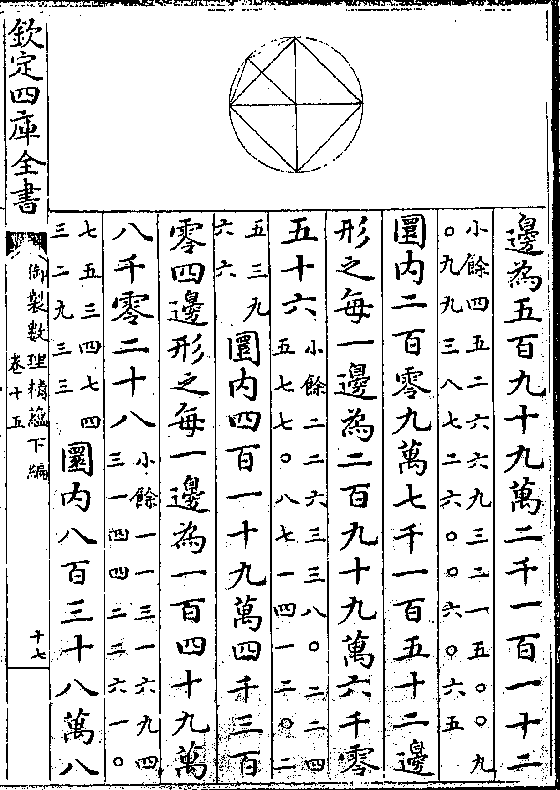 邊為五百九十九萬二千一百一十二
小餘四五二六六九三二一五〇〇九
〇九九三八七二六〇〇六〇六五
圜内二百零九萬七千一百五十二邊
形之每一邊為二百九十九萬六千零
五十六
小餘二二六三三八〇二二四
五七七〇八七一四一二〇二
五三九
六六
圜内四百一十九萬四千三百
零四邊形之每一邊為一百四十九萬
八千零二十八
小餘一一三一六九四
三一四四二二六一〇
七五三四七四
三二九三三
圜内八百三十八萬八
欽定四庫全書
御製數理精蘊下編
卷十五
十七